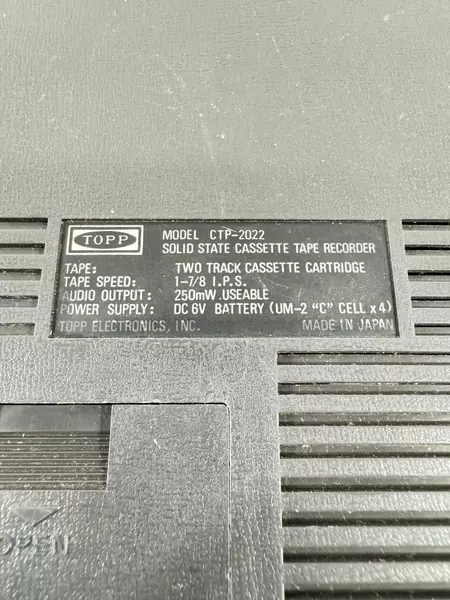 TOPP
MODEL CTP-2022
SOLID STATE CASSETTE TAPE RECORDER
TAPE: TWO TRACK CASSETTE CARTRIDGE
TAPE SPEED: 1-7/8 I.P.S.
AUDIO OUTPUT: 250mW.USEABLE
POWER SUPPLY: DC 6V BATTERY (UM-2 "C" CELL x 4)
TOPP ELECTRONICS, INC. MADE IN JAPAN
OPEN